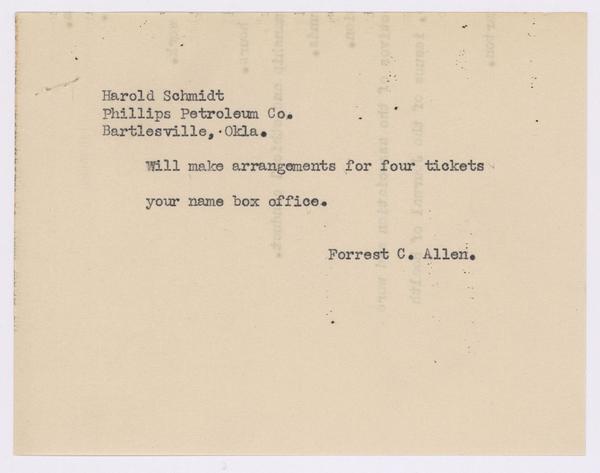 Harold Schmidt
Phillips Petroleum Co.
Bartlesville, Okla.
Will make arrangements for four tickets
your name box office.
Forrest C. Allen.